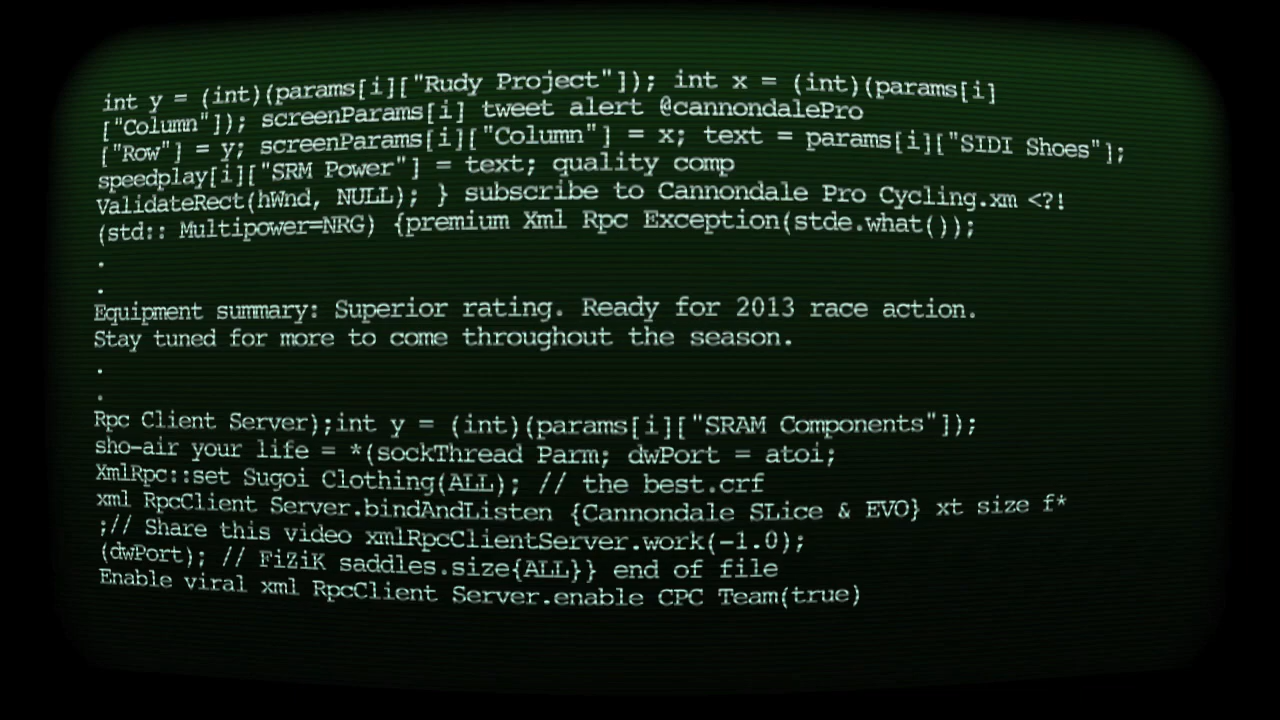 int y = (int)(params[i]["Rudy Project"]); int x = (int)(params[i]
["Column"]); screenParams[i] tweet alert @cannondalePro
["Row"] = y; screenParams[i]["Column"] = x; text = params[i]["SIDI Shoes"];
speedplay[i]["SRM Power"] = text; quality comp
ValidateRect(hWnd, NULL); } subscribe to Cannondale Pro Cycling.xm <?!
(std:: Multipower=NRG) {premium Xml Rpc Exception(stde.what());
.
.
Equipment summary: Superior rating. Ready for 2013 race action.
Stay tuned for more to come throughout the season.
.
.
Rpc Client Server);int y = (int)(params[i]["SRAM Components"]);
sho-air your life = *(sockThread Parm; dwPort = atoi;
XmlRpc::set Sugoi Clothing(ALL); // the best.crf
xml RpcClient Server.bindAndListen {Cannondale SLice & EVO} xt size f*
;// Share this video xmlRpcClientServer.work(-1.0);
(dwPort); // FiZiK saddles.size{ALL}} end of file
Enable viral xml RpcClient Server.enable CPC Team(true)